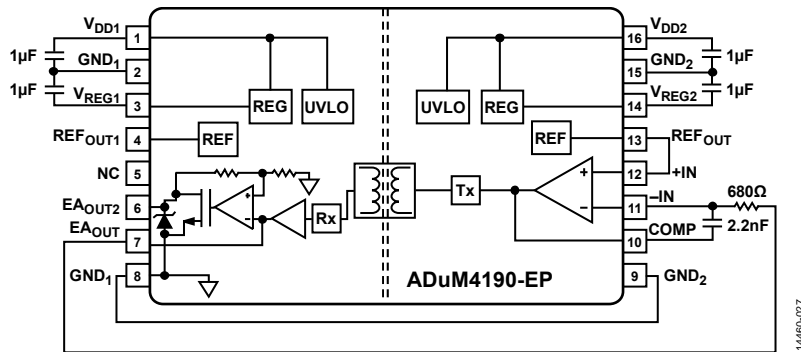 VDD1
1
1µF
GND1
2
1µF
VREG1
3
REG
UVLO
REFOUT1
4
REF
NC
5
EAOUT2
6
EAOUT
7
GND1
8
+
–
Rx
Tx
ADuM4190-EP
UVLO
REG
REF
+
–
16
VDD2
1µF
15
GND2
1µF
14
VREG2
13
REFOUT
12
+IN
11
–IN
680Ω
2.2nF
10
COMP
9
GND2
14460-027